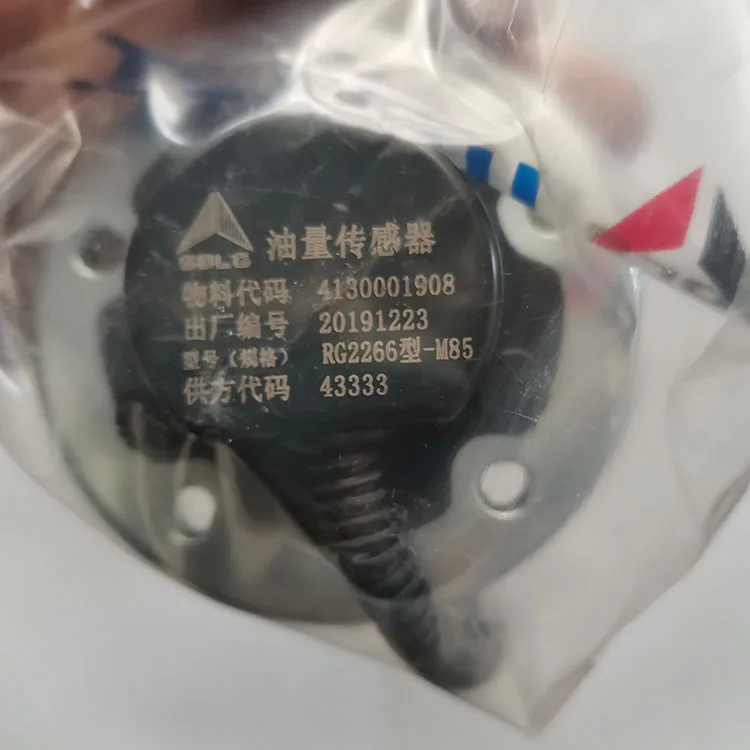 SDLG 油量传感器
物料代码 4130001908
出厂编号 20191223
型号(规格) RG2266型-M85
供方代码 43333